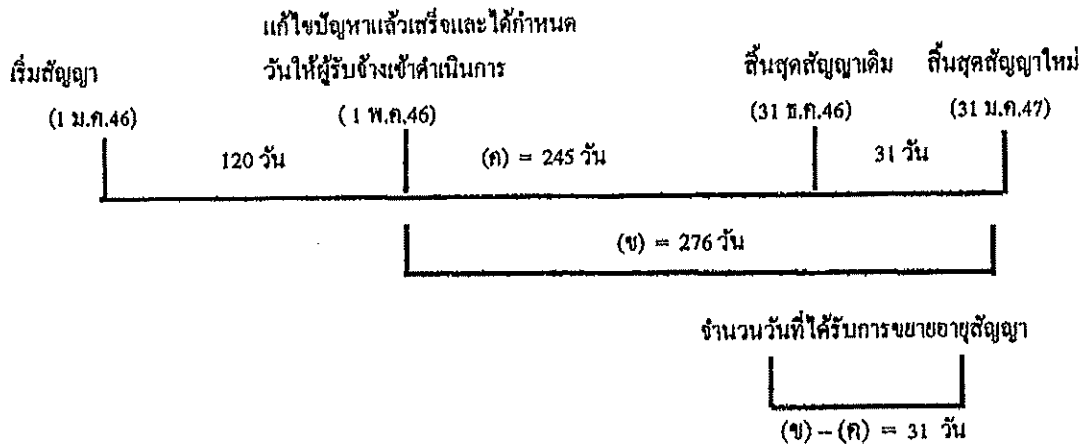 แก้ไขปัญหาแล้วเสร็จและได้กำหนด
เริ่มสัญญา วันให้ผู้รับจ้างเข้าดำเนินการ สิ้นสุดสัญญาเดิม สิ้นสุดสัญญาใหม่
(1 ม.ค.46) ( 1 พ.ค.46) (31 ธ.ค.46) (31 ม.ค.47)
120 วัน (ค) = 245 วัน 31 วัน
(ข) = 276 วัน
จำนวนวันที่ได้รับการขยายอายุสัญญา
(ข) – (ค) = 31 วัน